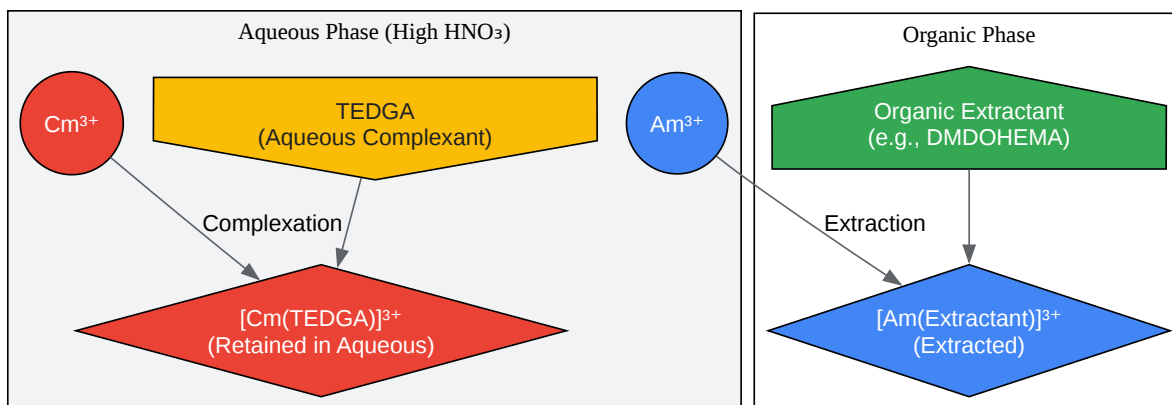 Aqueous Phase (High HNO₃)
Organic Phase
Cm³⁺
TEDGA
(Aqueous Complexant)
Am³⁺
Organic Extractant
(e.g., DMDOHEMA)
Complexation
Extraction
[Cm(TEDGA)]³⁺
(Retained in Aqueous)
[Am(Extractant)]³⁺
(Extracted)